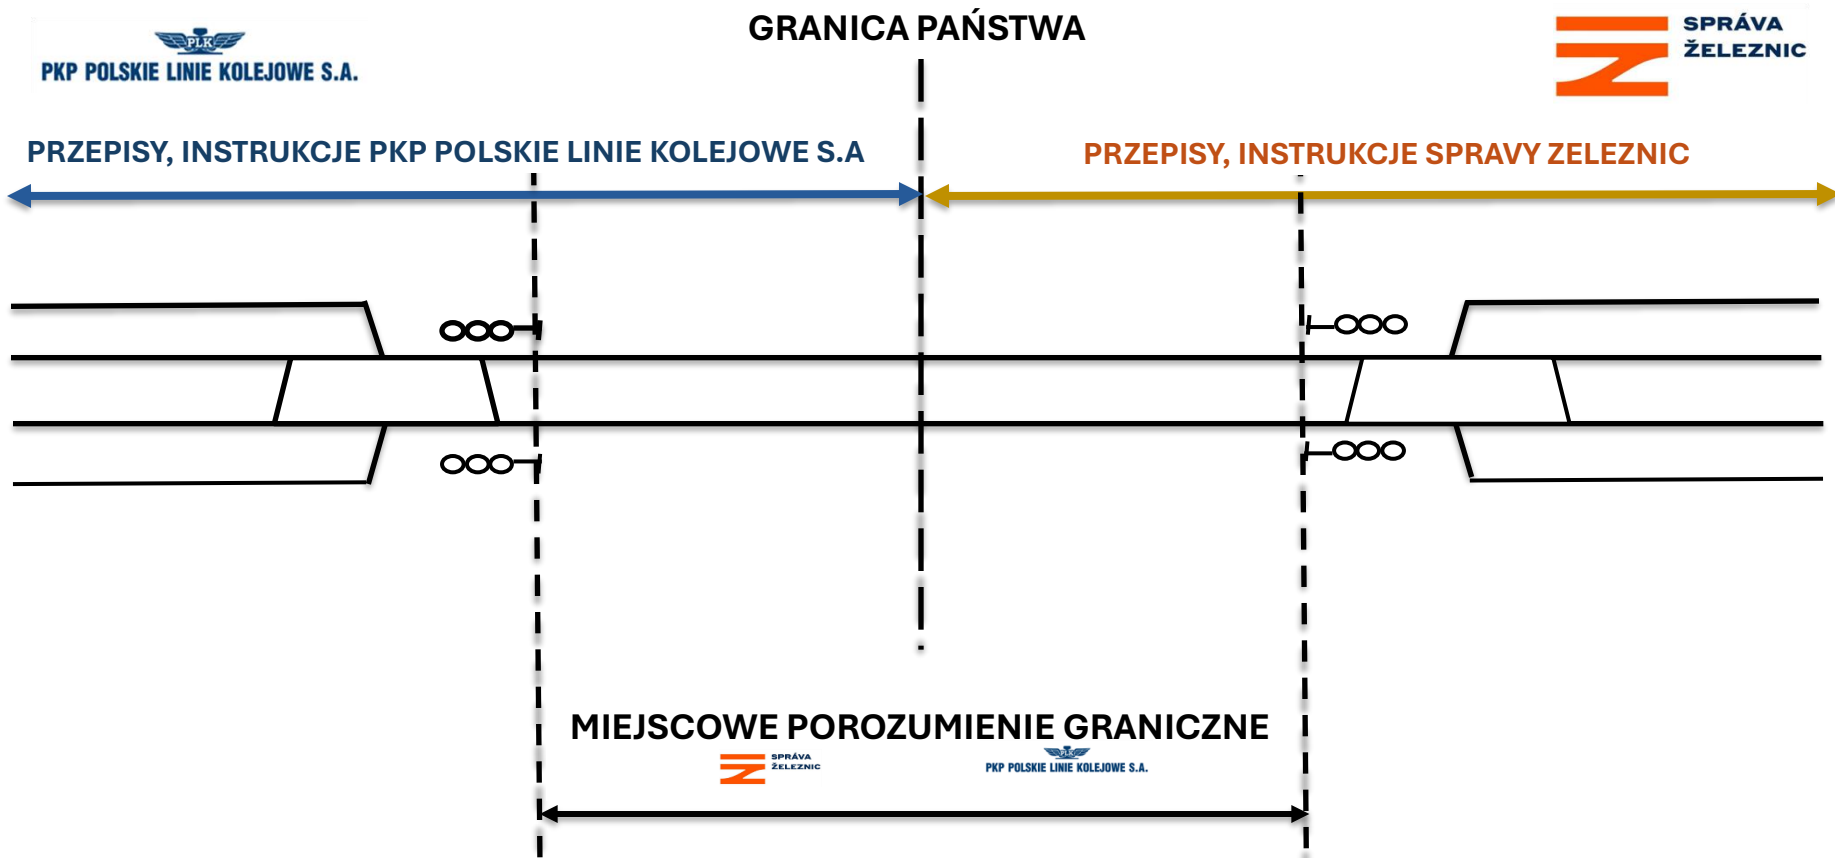 GRANICA PAŃSTWA
PLK
PKP POLSKIE LINIE KOLEJOWE S.A.
SPRÁVA
ŽELEZNIC
PRZEPISY, INSTRUKCJE PKP POLSKIE LINIE KOLEJOWE S.A
PRZEPISY, INSTRUKCJE SPRAVY ZELEZNIC
MIEJSCOWE POROZUMIENIE GRANICZNE
SPRÁVA
ŽELEZNIC
PLK
PKP POLSKIE LINIE KOLEJOWE S.A.